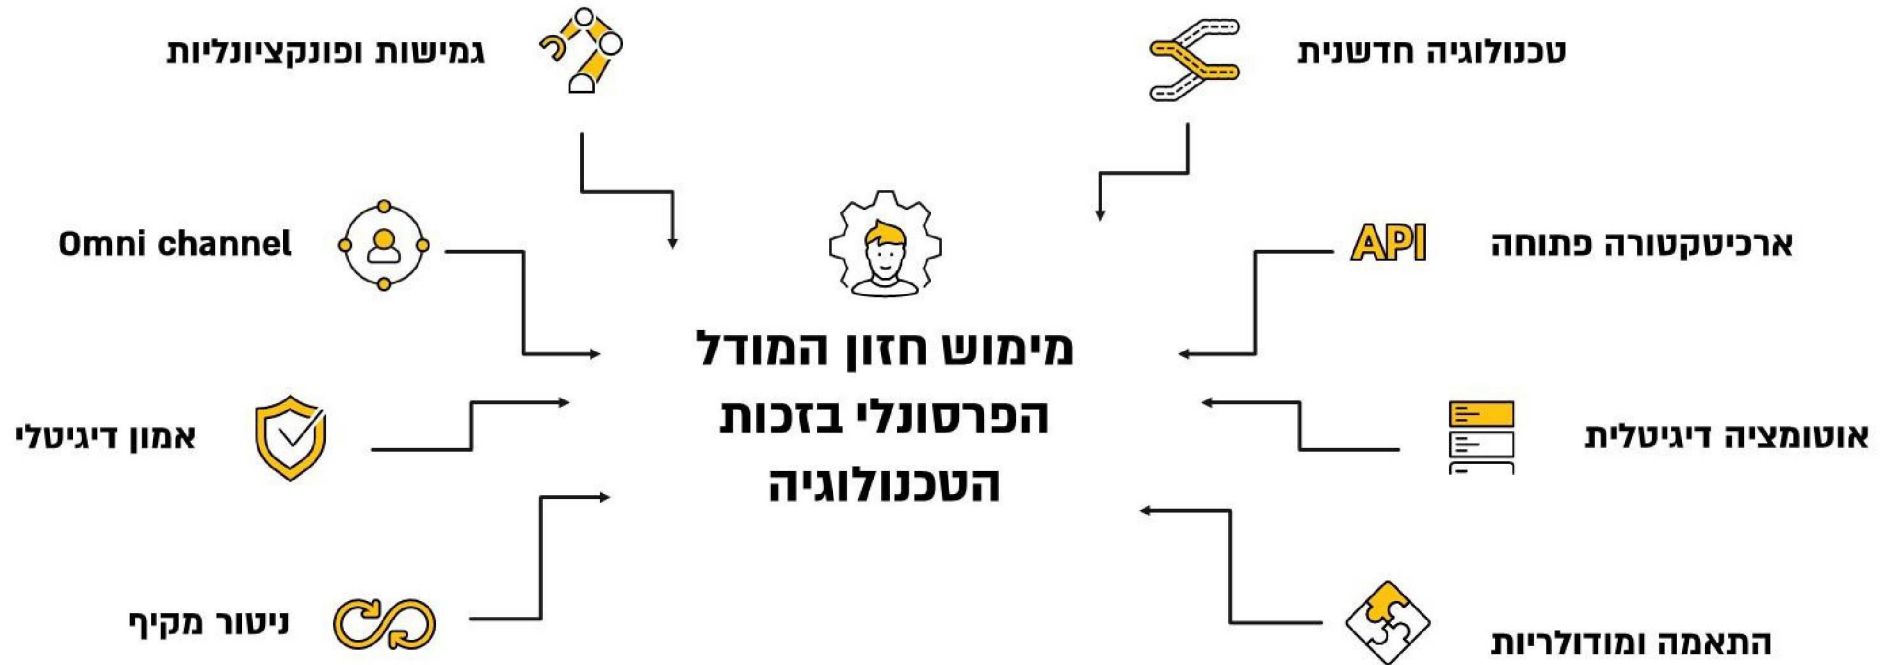 טכנולוגיה חדשנית
גמישות ופונקציונליות
API
ארכיטקטורה פתוחה
Omni channel
מימוש חזון המודל
הפרסונלי בזכות
הטכנולוגיה
אוטומציה דיגיטלית
אמון דיגיטלי
התאמה ומודולריות
ניטור מקיף